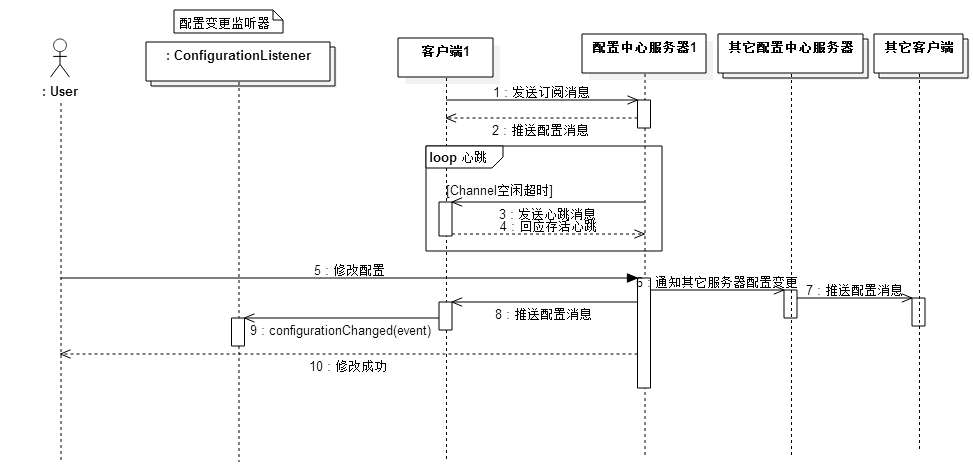 配置变更监听器
: ConfigurationListener
客户端1
配置中心服务器1
其它配置中心服务器
其它客户端
: User
1 : 发送订阅消息
2 : 推送配置消息
loop 心跳
[Channel空闲超时]
3 : 发送心跳消息
4 : 回应存活心跳
5 : 修改配置
6 : 通知其它服务器配置变更
7 : 推送配置消息
8 : 推送配置消息
9 : configurationChanged(event)
10 : 修改成功